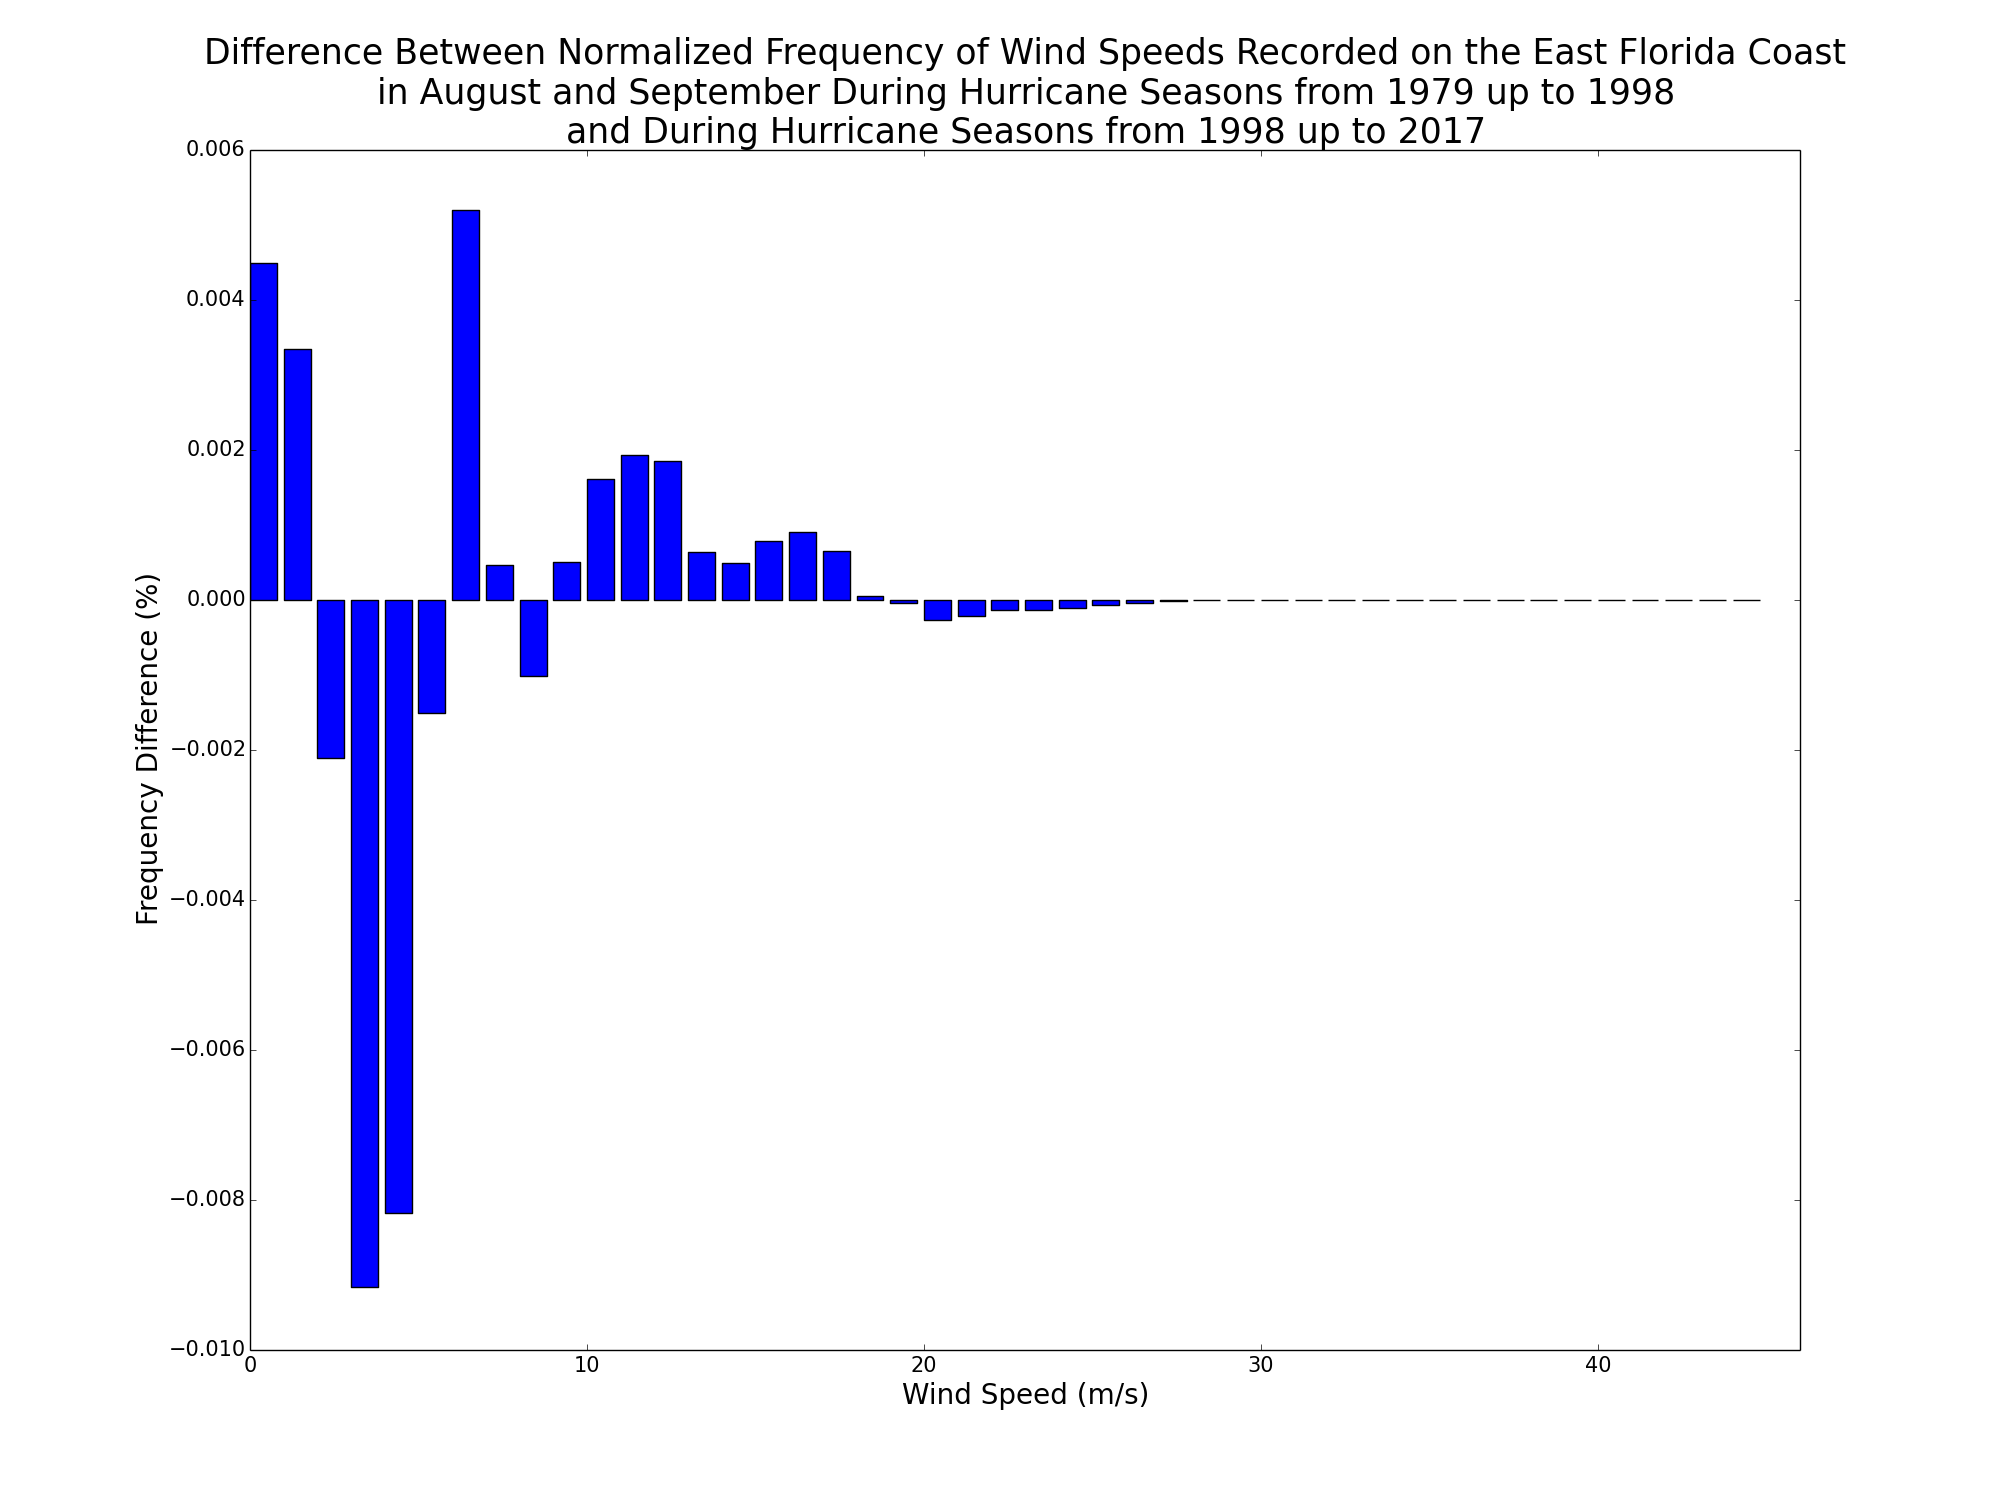 Difference Between Normalized Frequency of Wind Speeds Recorded on the East Florida Coast
in August and September During Hurricane Seasons from 1979 up to 1998
and During Hurricane Seasons from 1998 up to 2017
0.006
0.004
0.002
0.000
−0.002
−0.004
−0.006
−0.008
−0.010
Frequency Difference (%)
0 10 20 30 40
Wind Speed (m/s)